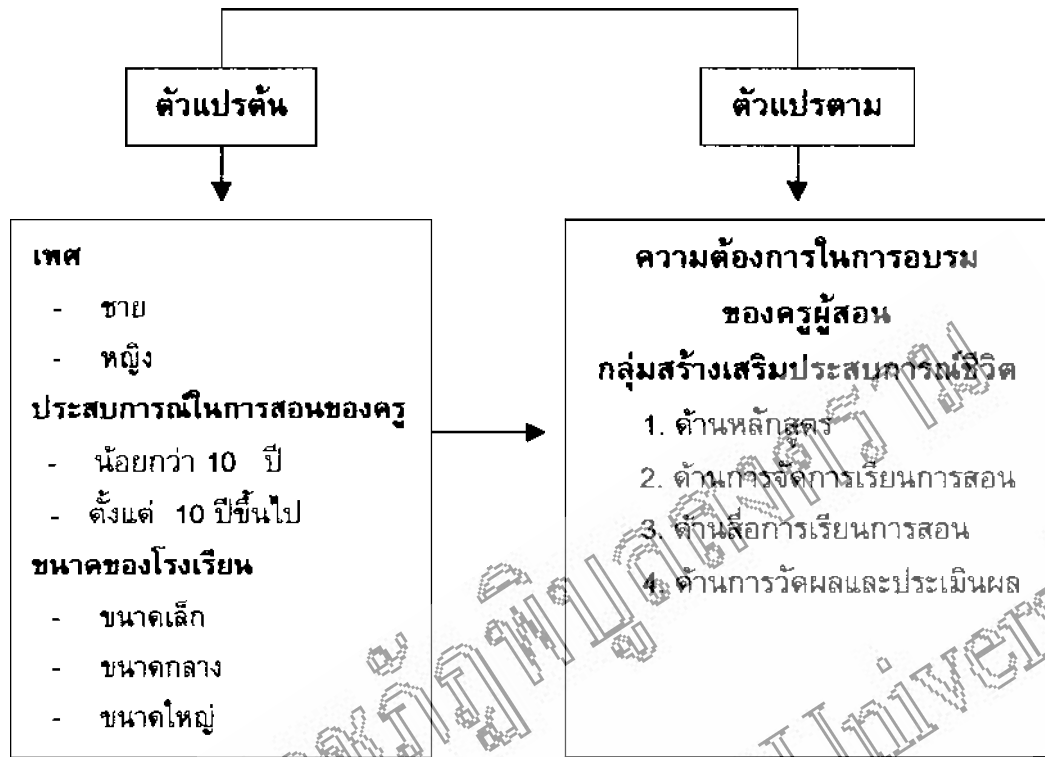 ตัวแปรต้น
ตัวแปรตาม
เพศ
- ชาย
- หญิง
ประสบการณ์ในการสอนของครู
- น้อยกว่า 10 ปี
- ตั้งแต่ 10 ปีขึ้นไป
ขนาดของโรงเรียน
- ขนาดเล็ก
- ขนาดกลาง
- ขนาดใหญ่
ความต้องการในการอบรม
ของครูผู้สอน
กลุ่มสร้างเสริมประสบการณ์ชีวิต
1. ด้านหลักสูตร
2. ด้านการจัดการเรียนการสอน
3. ด้านสื่อการเรียนการสอน
4. ด้านการวัดผลและประเมินผล